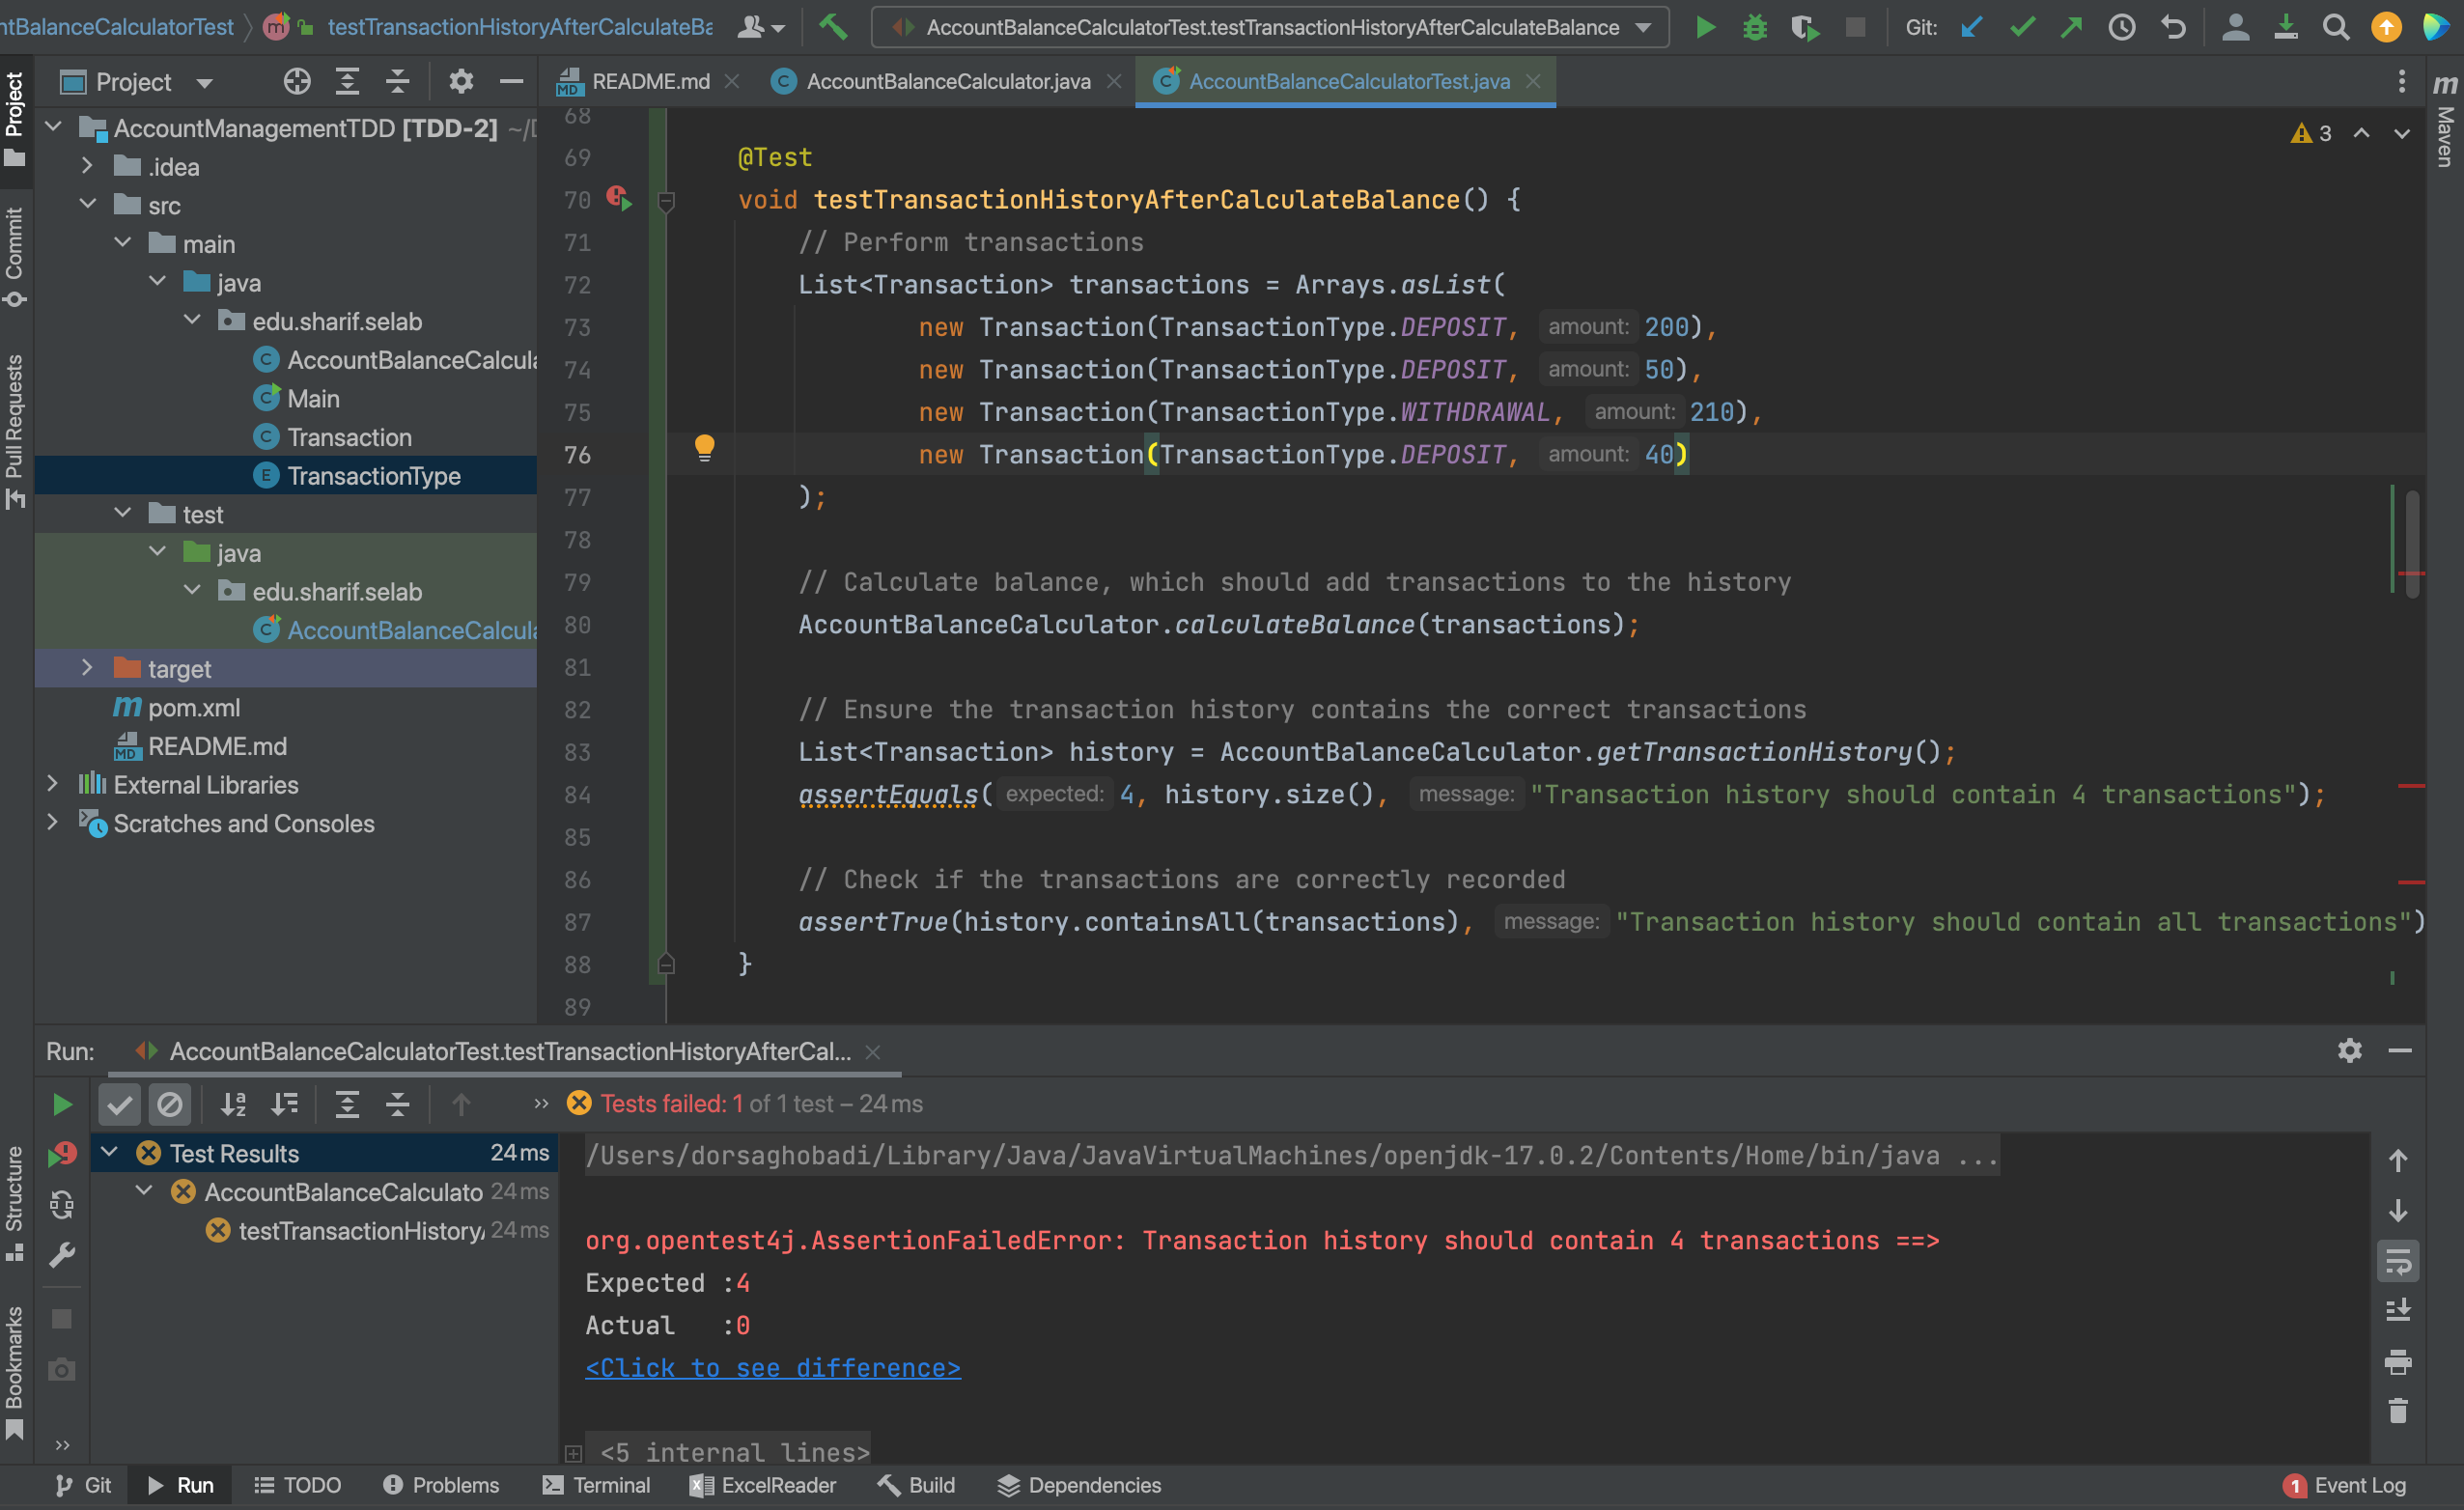 ntBalanceCalculatorTest
testTransactionHistoryAfterCalculateBa
AccountBalanceCalculatorTest.testTransactionHistoryAfterCalculateBalance
Git:
Project
README.md
AccountBalanceCalculator.java
AccountBalanceCalculatorTest.java
Project
Commit
Pull Requests
Structure
Bookmarks
Maven
AccountManagementTDD [TDD-2]
.idea
src
main
java
edu.sharif.selab
AccountBalanceCalcula
Main
Transaction
TransactionType
test
java
edu.sharif.selab
AccountBalanceCalcula
target
pom.xml
README.md
External Libraries
Scratches and Consoles
3
68
69 @Test
70 void testTransactionHistoryAfterCalculateBalance() {
71 // Perform transactions
72 List<Transaction> transactions = Arrays.asList(
73 new Transaction(TransactionType.DEPOSIT, amount: 200),
74 new Transaction(TransactionType.DEPOSIT, amount: 50),
75 new Transaction(TransactionType.WITHDRAWAL, amount: 210),
76 new Transaction(TransactionType.DEPOSIT, amount: 40)
77 );
78
79 // Calculate balance, which should add transactions to the history
80 AccountBalanceCalculator.calculateBalance(transactions);
81
82 // Ensure the transaction history contains the correct transactions
83 List<Transaction> history = AccountBalanceCalculator.getTransactionHistory();
84 assertEquals( expected: 4, history.size(), message: "Transaction history should contain 4 transactions");
85
86 // Check if the transactions are correctly recorded
87 assertTrue(history.containsAll(transactions), message: "Transaction history should contain all transactions")
88 }
89
Run: AccountBalanceCalculatorTest.testTransactionHistoryAfterCal...
Tests failed: 1 of 1 test – 24 ms
Test Results 24 ms
AccountBalanceCalculato 24 ms
testTransactionHistory 24 ms
/Users/dorsaghobadi/Library/Java/JavaVirtualMachines/openjdk-17.0.2/Contents/Home/bin/java ...
org.opentest4j.AssertionFailedError: Transaction history should contain 4 transactions ==>
Expected :4
Actual :0
<Click to see difference>
<5 internal lines>
Git Run TODO Problems Terminal ExcelReader Build Dependencies 1 Event Log